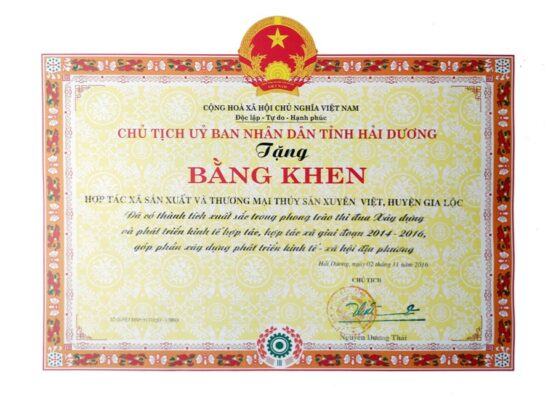 CỘNG HOÀ XÃ HỘI CHỦ NGHĨA VIỆT NAM
Độc lập - Tự do - Hạnh phúc
CHỦ TỊCH UỶ BAN NHÂN DÂN TỈNH HẢI DƯƠNG
Tặng
BẰNG KHEN
HỢP TÁC XÃ SẢN XUẤT VÀ THƯƠNG MẠI THỦY SẢN XUYÊN VIỆT, HUYỆN GIA LỘC
Đã có thành tích xuất sắc trong phong trào thi đua Xây dựng
và phát triển kinh tế hợp tác, hợp tác xã giai đoạn 2014 - 2016,
góp phần xây dựng phát triển kinh tế - xã hội địa phương
Hải Dương, ngày 02 tháng 11 năm 2016
CHỦ TỊCH
Nguyễn Dương Thái